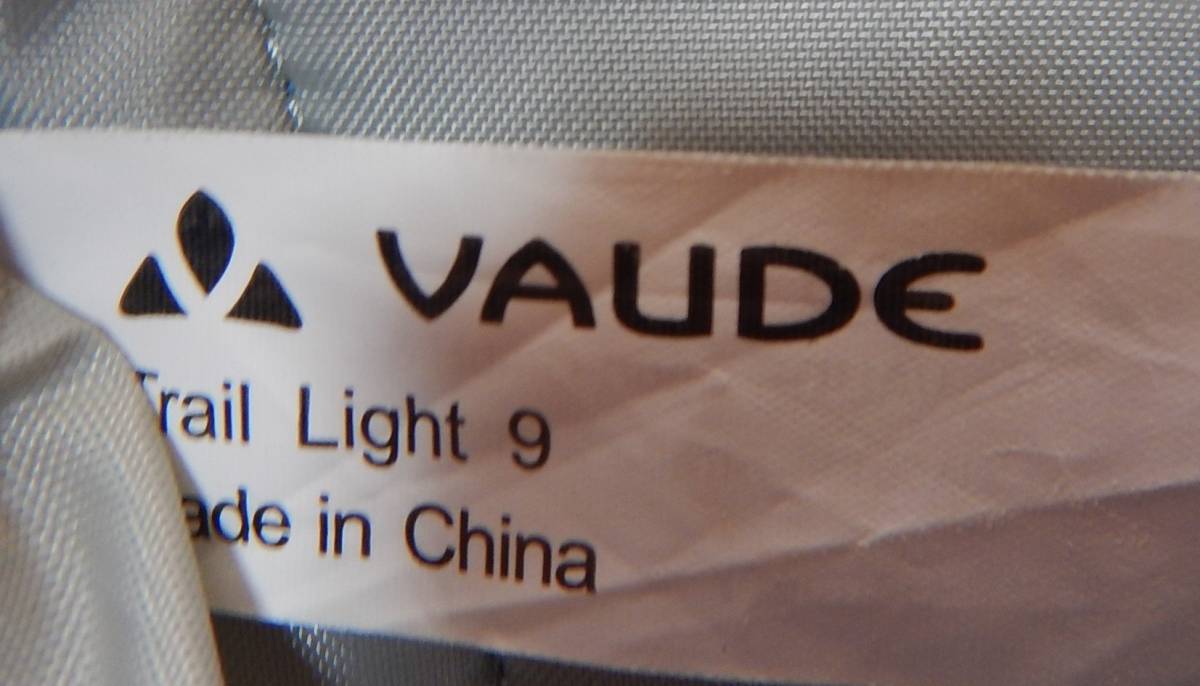 VAUDE
Trail Light 9
ade in China